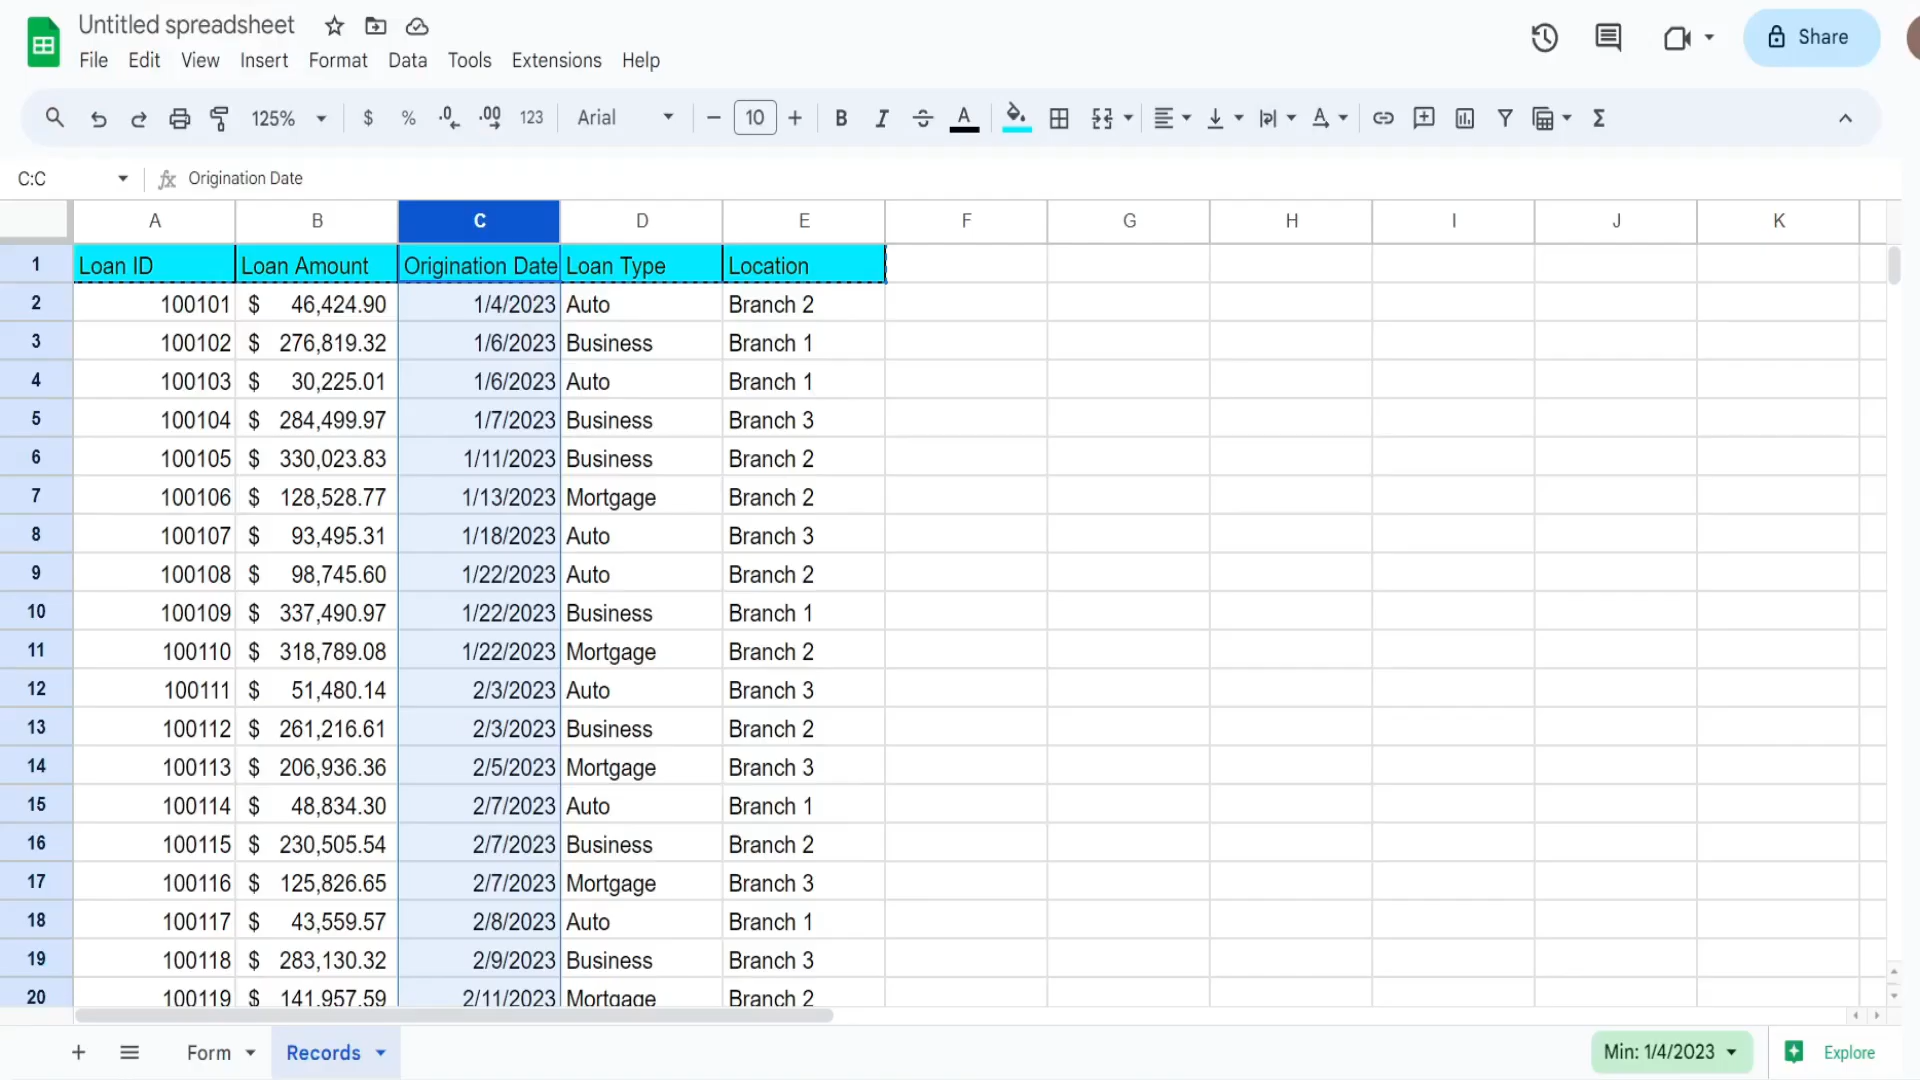 Untitled spreadsheet
File Edit View Insert Format Data Tools Extensions Help
Share
125% $ % .0 .00 123 Arial 10 B I A Σ
C:C fx Origination Date
A B C D E F G H I J K
1 Loan ID Loan Amount Origination Date Loan Type Location
2 100101 $ 46,424.90 1/4/2023 Auto Branch 2
3 100102 $ 276,819.32 1/6/2023 Business Branch 1
4 100103 $ 30,225.01 1/6/2023 Auto Branch 1
5 100104 $ 284,499.97 1/7/2023 Business Branch 3
6 100105 $ 330,023.83 1/11/2023 Business Branch 2
7 100106 $ 128,528.77 1/13/2023 Mortgage Branch 2
8 100107 $ 93,495.31 1/18/2023 Auto Branch 3
9 100108 $ 98,745.60 1/22/2023 Auto Branch 2
10 100109 $ 337,490.97 1/22/2023 Business Branch 1
11 100110 $ 318,789.08 1/22/2023 Mortgage Branch 2
12 100111 $ 51,480.14 2/3/2023 Auto Branch 3
13 100112 $ 261,216.61 2/3/2023 Business Branch 2
14 100113 $ 206,936.36 2/5/2023 Mortgage Branch 3
15 100114 $ 48,834.30 2/7/2023 Auto Branch 1
16 100115 $ 230,505.54 2/7/2023 Business Branch 2
17 100116 $ 125,826.65 2/7/2023 Mortgage Branch 3
18 100117 $ 43,559.57 2/8/2023 Auto Branch 1
19 100118 $ 283,130.32 2/9/2023 Business Branch 3
20 100119 $ 141,957.59 2/11/2023 Mortgage Branch 2
Form Records Min: 1/4/2023 Explore